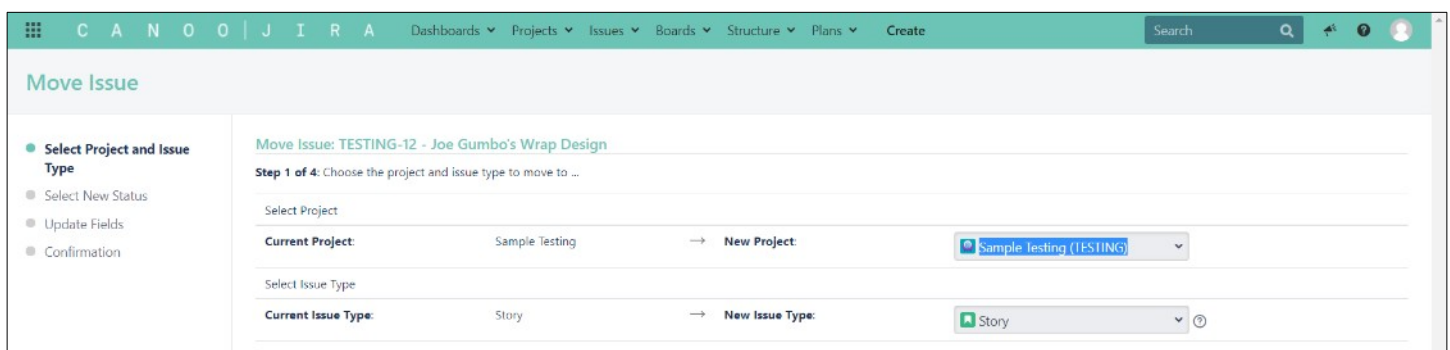 C A N O O | J I R A Dashboards Projects Issues Boards Structure Plans Create Search
Move Issue
Select Project and Issue
Type
Select New Status
Update Fields
Confirmation
Move Issue: TESTING-12 - Joe Gumbo's Wrap Design
Step 1 of 4: Choose the project and issue type to move to ...
Select Project
Current Project: Sample Testing → New Project: Sample Testing (TESTING)
Select Issue Type
Current Issue Type: Story → New Issue Type: Story